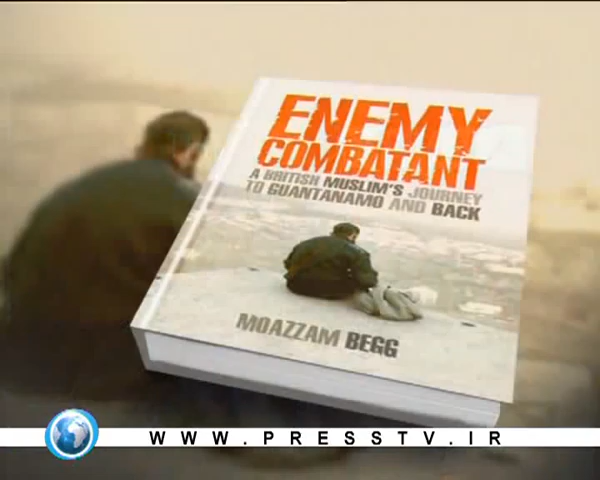 ENEMY
COMBATANT
A BRITISH MUSLIM'S JOURNEY
TO GUANTANAMO AND BACK
MOAZZAM BEGG
WWW.PRESSTV.IR